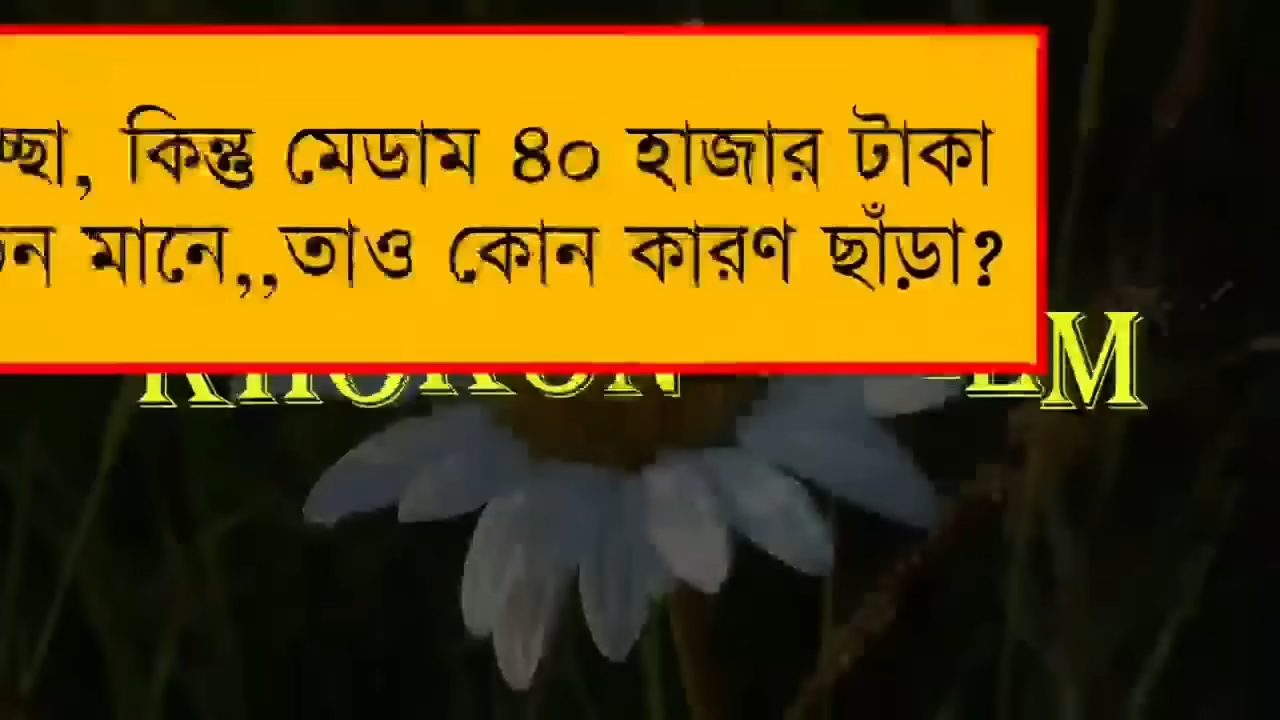 কিন্তু মেডাম ৪০ হাজার টাকা
মানে,,তাও কোন কারণ ছাঁড়া?